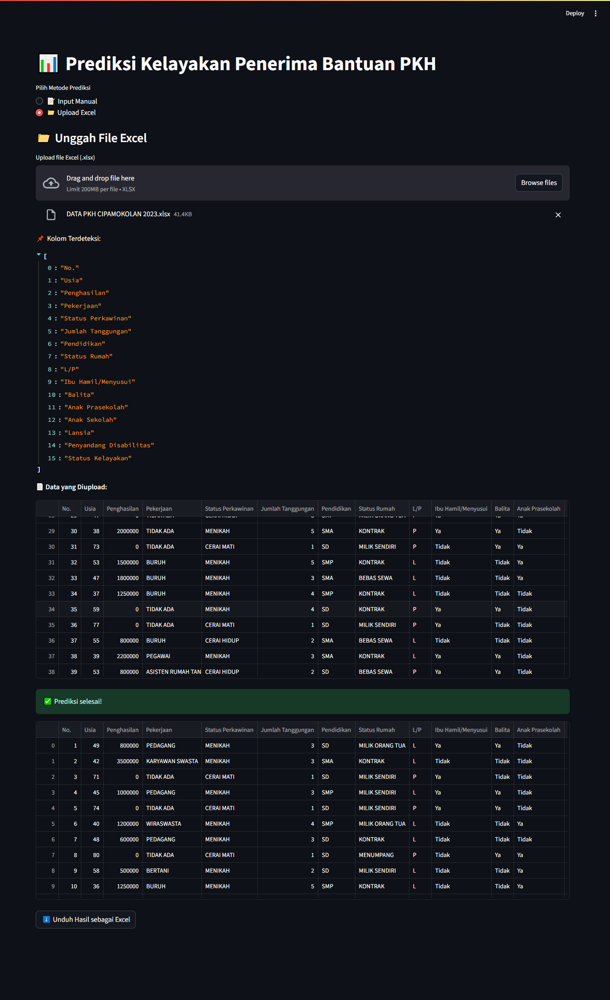 Deploy
Prediksi Kelayakan Penerima Bantuan PKH
Pilih Metode Prediksi
Input Manual
Upload Excel
Unggah File Excel
Upload file Excel (.xlsx)
Drag and drop file here
Limit 200MB per file • XLSX
Browse files
DATA PKH CIPAMOKOLAN 2023.xlsx 41.4KB
Kolom Terdeteksi:
[
0 : "No."
1 : "Usia"
2 : "Penghasilan"
3 : "Pekerjaan"
4 : "Status Perkawinan"
5 : "Jumlah Tanggungan"
6 : "Pendidikan"
7 : "Status Rumah"
8 : "L/P"
9 : "Ibu Hamil/Menyusui"
10 : "Balita"
11 : "Anak Prasekolah"
12 : "Anak Sekolah"
13 : "Lansia"
14 : "Penyandang Disabilitas"
15 : "Status Kelayakan"
]
Data yang Diupload:
No. Usia Penghasilan Pekerjaan Status Perkawinan Jumlah Tanggungan Pendidikan Status Rumah L/P Ibu Hamil/Menyusui Balita Anak Prasekolah
29 30 38 2000000 TIDAK ADA MENIKAH 5 SMA KONTRAK P Ya Ya Tidak
30 31 73 0 TIDAK ADA CERAI MATI 1 SD MILIK SENDIRI P Tidak Ya Ya
31 32 53 1500000 BURUH MENIKAH 5 SMP KONTRAK L Tidak Tidak Ya
32 33 47 1800000 BURUH MENIKAH 3 SMA BEBAS SEWA L Tidak Tidak Ya
33 34 37 1250000 BURUH MENIKAH 4 SMP KONTRAK L Tidak Tidak Tidak
34 35 59 0 TIDAK ADA MENIKAH 4 SD KONTRAK P Ya Ya Tidak
35 36 77 0 TIDAK ADA CERAI MATI 1 SD MILIK SENDIRI P Ya Tidak Tidak
36 37 55 800000 BURUH CERAI HIDUP 2 SMA BEBAS SEWA L Tidak Tidak Tidak
37 38 39 2200000 PEGAWAI MENIKAH 3 SMA KONTRAK L Ya Ya Tidak
38 39 53 800000 ASISTEN RUMAH TAN CERAI HIDUP 2 SD BEBAS SEWA P Ya Ya Tidak
Prediksi selesai!
No. Usia Penghasilan Pekerjaan Status Perkawinan Jumlah Tanggungan Pendidikan Status Rumah L/P Ibu Hamil/Menyusui Balita Anak Prasekolah
0 1 49 800000 PEDAGANG MENIKAH 3 SD MILIK ORANG TUA L Ya Ya Tidak
1 2 42 3500000 KARYAWAN SWASTA MENIKAH 3 SMA KONTRAK L Tidak Tidak Tidak
2 3 71 0 TIDAK ADA CERAI MATI 1 SD MILIK SENDIRI P Ya Tidak Tidak
3 4 45 1000000 PEDAGANG MENIKAH 3 SMP MILIK SENDIRI L Ya Ya Tidak
4 5 74 0 TIDAK ADA CERAI MATI 1 SD MILIK SENDIRI P Ya Ya Tidak
5 6 40 1200000 WIRASWASTA MENIKAH 4 SMP MILIK ORANG TUA L Tidak Tidak Ya
6 7 48 600000 PEDAGANG MENIKAH 3 SD KONTRAK L Tidak Tidak Tidak
7 8 80 0 TIDAK ADA CERAI MATI 1 SD MENUMPANG P Tidak Ya Ya
8 9 58 500000 BERTANI MENIKAH 2 SD MILIK SENDIRI L Tidak Tidak Ya
9 10 36 1250000 BURUH MENIKAH 5 SMP KONTRAK L Tidak Tidak Ya
Unduh Hasil sebagai Excel